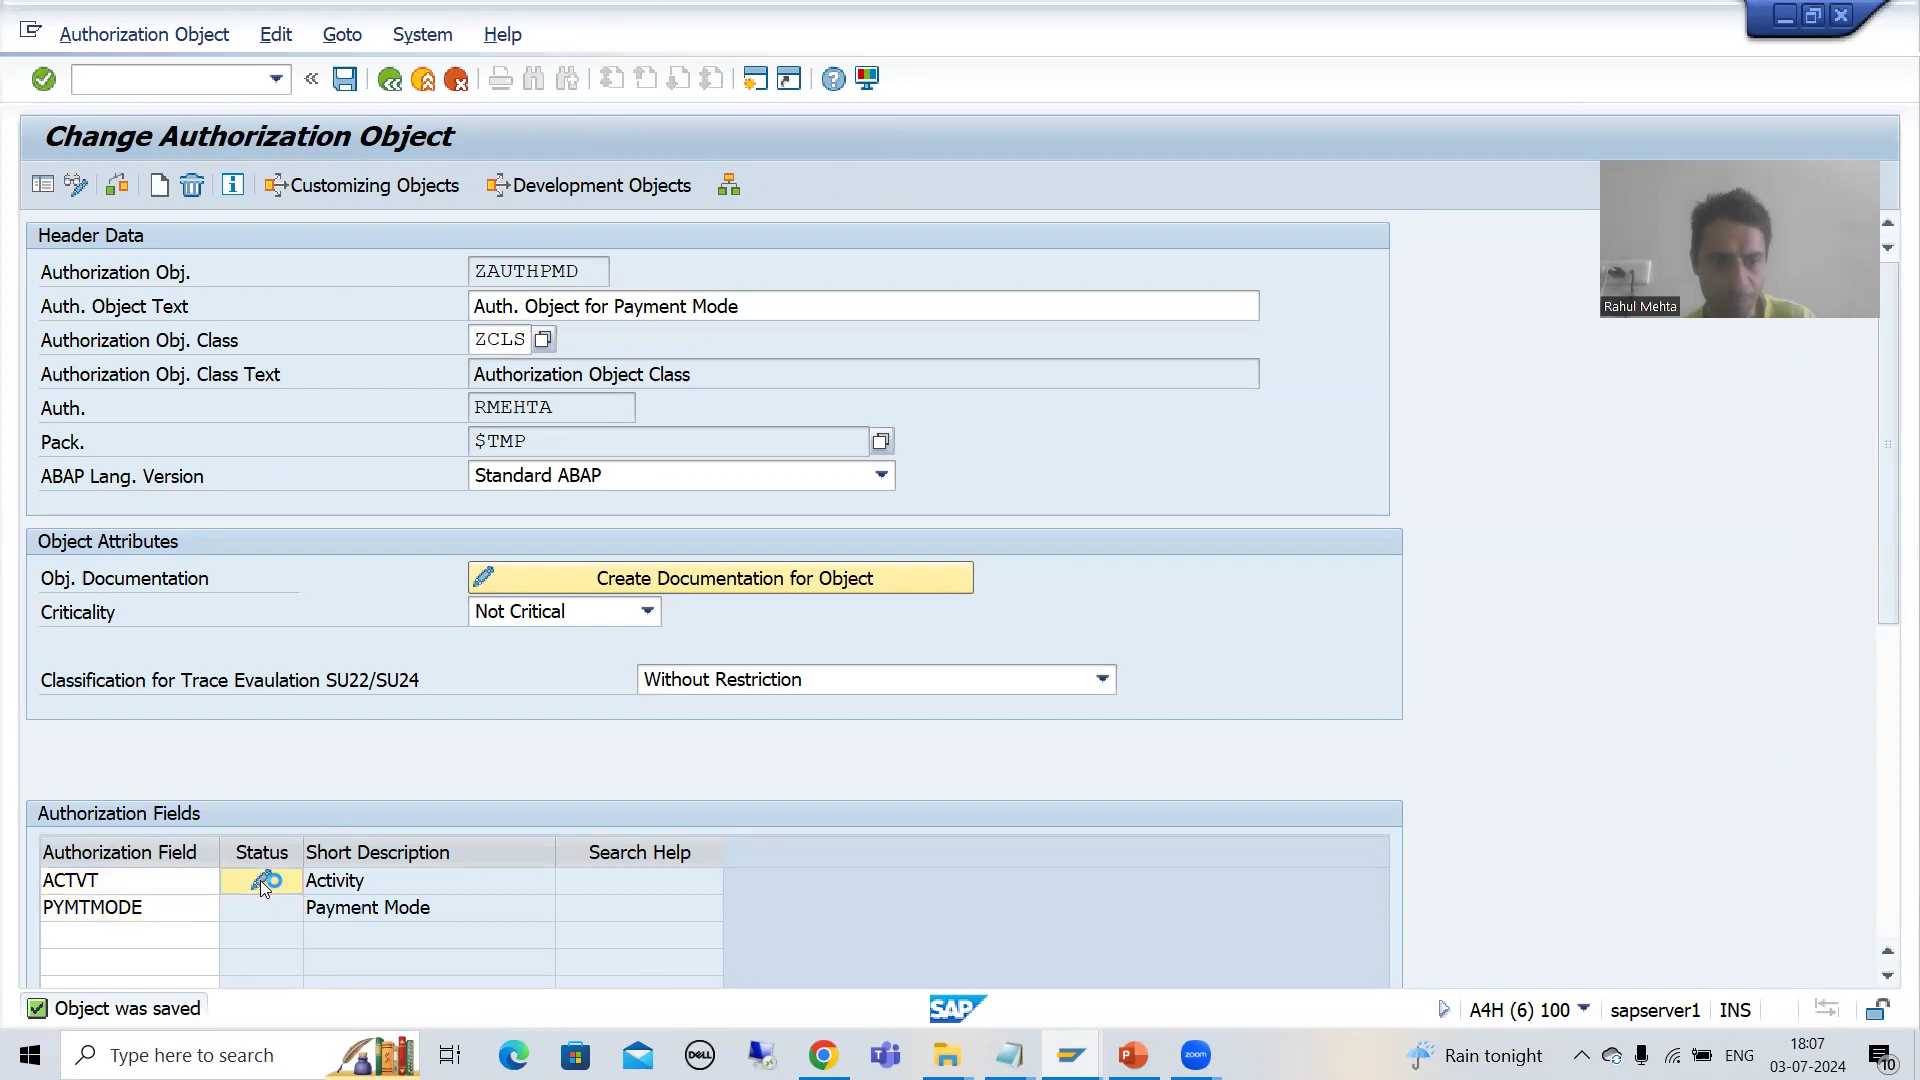 Authorization Object Edit Goto System Help
Change Authorization Object
Customizing Objects Development Objects
Header Data
Authorization Obj. ZAUTHPMD
Auth. Object Text Auth. Object for Payment Mode
Authorization Obj. Class ZCLS
Authorization Obj. Class Text Authorization Object Class
Auth. RMEHTA
Pack. $TMP
ABAP Lang. Version Standard ABAP
Rahul Mehta
Object Attributes
Obj. Documentation Create Documentation for Object
Criticality Not Critical
Classification for Trace Evaulation SU22/SU24 Without Restriction
Authorization Fields
Authorization Field Status Short Description Search Help
ACTVT Activity
PYMTMODE Payment Mode
Object was saved SAP A4H (6) 100 sapserver1 INS
Type here to search DELL zoom Rain tonight ENG
18:07
03-07-2024
10